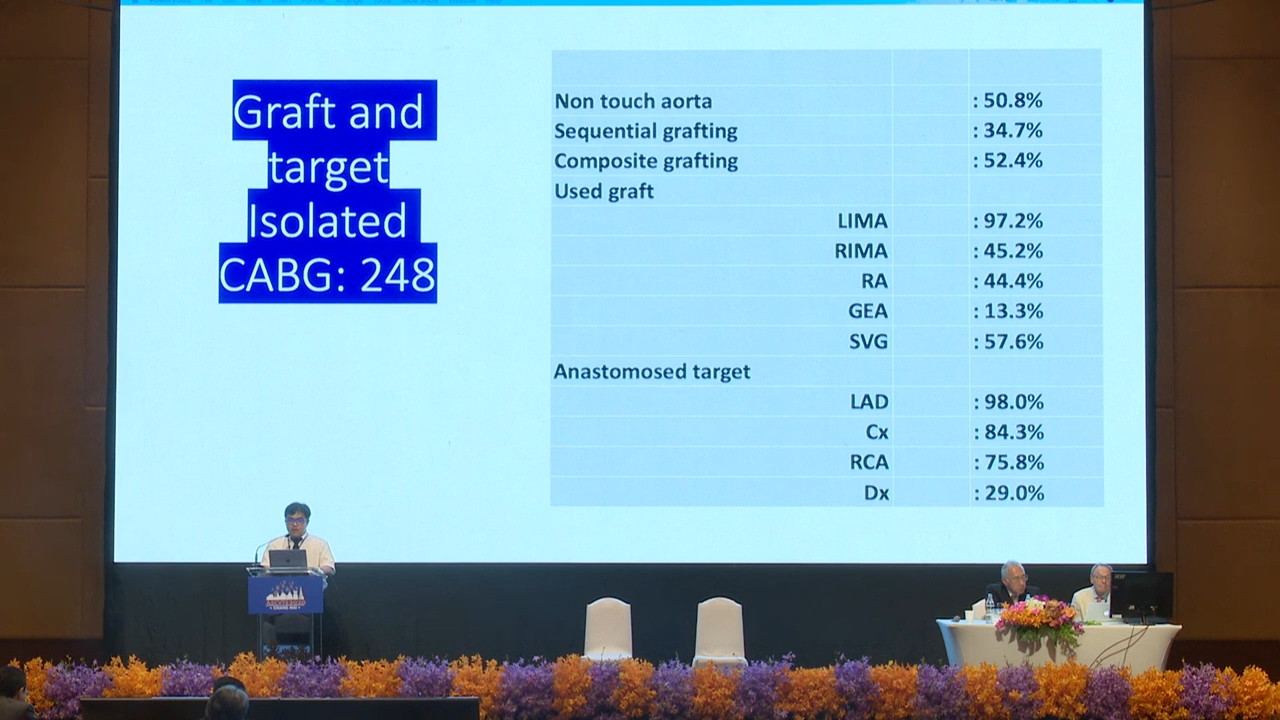 Graft and
target
Isolated
CABG: 248
Non touch aorta : 50.8%
Sequential grafting : 34.7%
Composite grafting : 52.4%
Used graft
LIMA : 97.2%
RIMA : 45.2%
RA : 44.4%
GEA : 13.3%
SVG : 57.6%
Anastomosed target
LAD : 98.0%
Cx : 84.3%
RCA : 75.8%
Dx : 29.0%